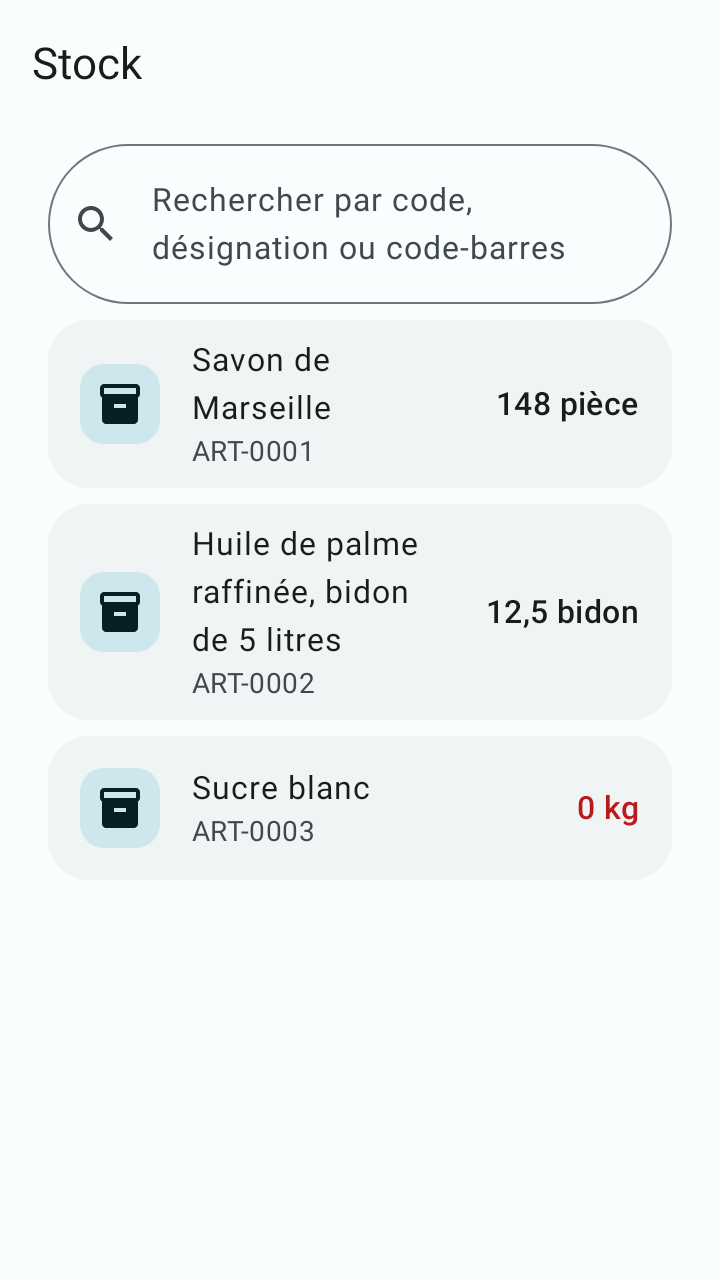 Stock
Rechercher par code,
désignation ou code-barres
Savon de
Marseille
ART-0001
148 pièce
Huile de palme
raffinée, bidon
de 5 litres
ART-0002
12,5 bidon
Sucre blanc
ART-0003
0 kg